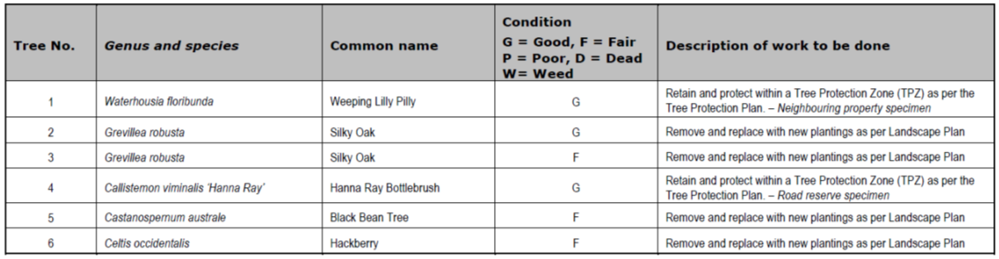 Tree No. Genus and species Common name Condition G = Good, F = Fair P = Poor, D = Dead W= Weed Description of work to be done
1 Waterhousia floribunda Weeping Lilly Pilly G Retain and protect within a Tree Protection Zone (TPZ) as per the
Tree Protection Plan. – Neighbouring property specimen
2 Grevillea robusta Silky Oak G Remove and replace with new plantings as per Landscape Plan
3 Grevillea robusta Silky Oak F Remove and replace with new plantings as per Landscape Plan
4 Callistemon viminalis 'Hanna Ray' Hanna Ray Bottlebrush G Retain and protect within a Tree Protection Zone (TPZ) as per the
Tree Protection Plan. – Road reserve specimen
5 Castanospernum australe Black Bean Tree F Remove and replace with new plantings as per Landscape Plan
6 Celtis occidentalis Hackberry F Remove and replace with new plantings as per Landscape Plan